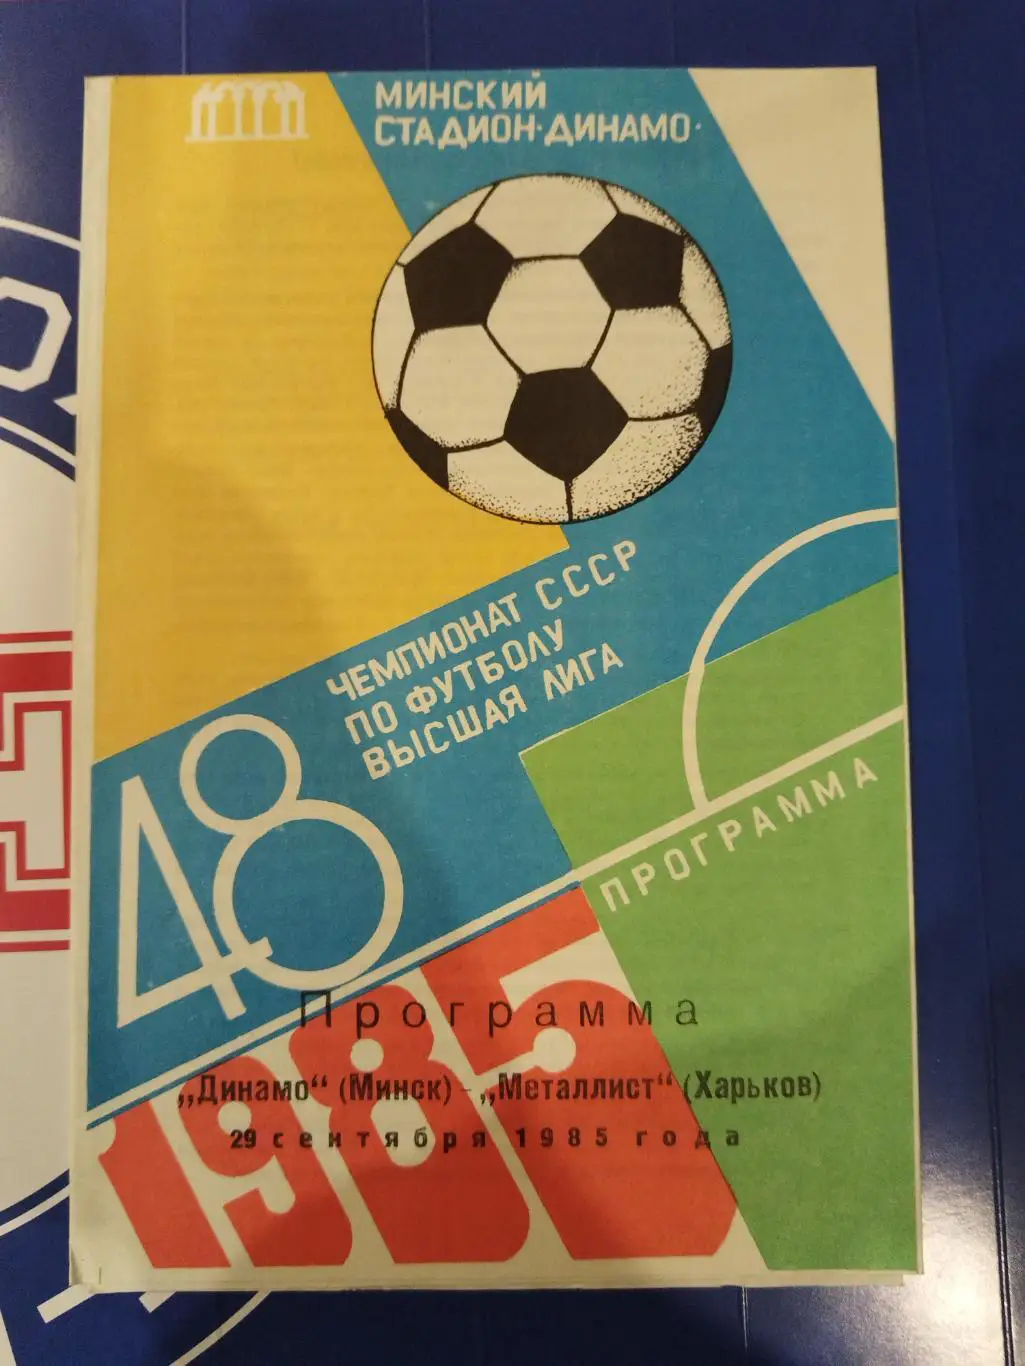 МИНСКИЙ
СТАДИОН·ДИНАМО·
ЧЕМПИОНАТ СССР
ПО ФУТБОЛУ
ВЫСШАЯ ЛИГА
48
ПРОГРАММА
1985
Программа
„Динамо“ (Минск) - „Металлист“ (Харьков)
29 сентября 1985 года